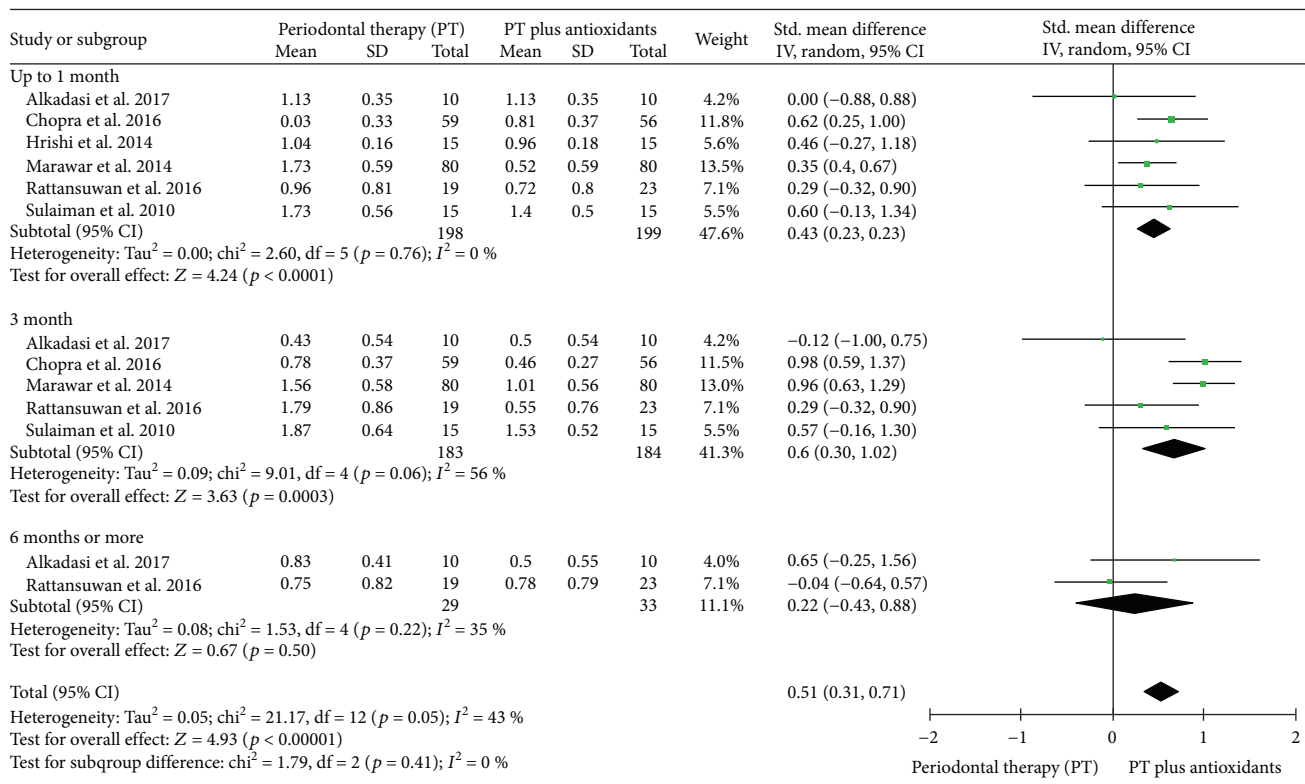 Study or subgroup Periodontal therapy (PT) PT plus antioxidants Weight Std. mean difference Std. mean difference
Mean SD Total Mean SD Total IV, random, 95% CI IV, random, 95% CI
Up to 1 month
Alkadasi et al. 2017 1.13 0.35 10 1.13 0.35 10 4.2% 0.00 (−0.88, 0.88)
Chopra et al. 2016 0.03 0.33 59 0.81 0.37 56 11.8% 0.62 (0.25, 1.00)
Hrishi et al. 2014 1.04 0.16 15 0.96 0.18 15 5.6% 0.46 (−0.27, 1.18)
Marawar et al. 2014 1.73 0.59 80 0.52 0.59 80 13.5% 0.35 (0.4, 0.67)
Rattansuwan et al. 2016 0.96 0.81 19 0.72 0.8 23 7.1% 0.29 (−0.32, 0.90)
Sulaiman et al. 2010 1.73 0.56 15 1.4 0.5 15 5.5% 0.60 (−0.13, 1.34)
Subtotal (95% CI) 198 199 47.6% 0.43 (0.23, 0.23)
Heterogeneity: Tau² = 0.00; chi² = 2.60, df = 5 (p = 0.76); I² = 0 %
Test for overall effect: Z = 4.24 (p < 0.0001)
3 month
Alkadasi et al. 2017 0.43 0.54 10 0.5 0.54 10 4.2% −0.12 (−1.00, 0.75)
Chopra et al. 2016 0.78 0.37 59 0.46 0.27 56 11.5% 0.98 (0.59, 1.37)
Marawar et al. 2014 1.56 0.58 80 1.01 0.56 80 13.0% 0.96 (0.63, 1.29)
Rattansuwan et al. 2016 1.79 0.86 19 0.55 0.76 23 7.1% 0.29 (−0.32, 0.90)
Sulaiman et al. 2010 1.87 0.64 15 1.53 0.52 15 5.5% 0.57 (−0.16, 1.30)
Subtotal (95% CI) 183 184 41.3% 0.6 (0.30, 1.02)
Heterogeneity: Tau² = 0.09; chi² = 9.01, df = 4 (p = 0.06); I² = 56 %
Test for overall effect: Z = 3.63 (p = 0.0003)
6 months or more
Alkadasi et al. 2017 0.83 0.41 10 0.5 0.55 10 4.0% 0.65 (−0.25, 1.56)
Rattansuwan et al. 2016 0.75 0.82 19 0.78 0.79 23 7.1% −0.04 (−0.64, 0.57)
Subtotal (95% CI) 29 33 11.1% 0.22 (−0.43, 0.88)
Heterogeneity: Tau² = 0.08; chi² = 1.53, df = 4 (p = 0.22); I² = 35 %
Test for overall effect: Z = 0.67 (p = 0.50)
Total (95% CI) 0.51 (0.31, 0.71)
Heterogeneity: Tau² = 0.05; chi² = 21.17, df = 12 (p = 0.05); I² = 43 %
Test for overall effect: Z = 4.93 (p < 0.00001)
Test for subqroup difference: chi² = 1.79, df = 2 (p = 0.41); I² = 0 %
−2 −1 0 1 2
Periodontal therapy (PT) PT plus antioxidants